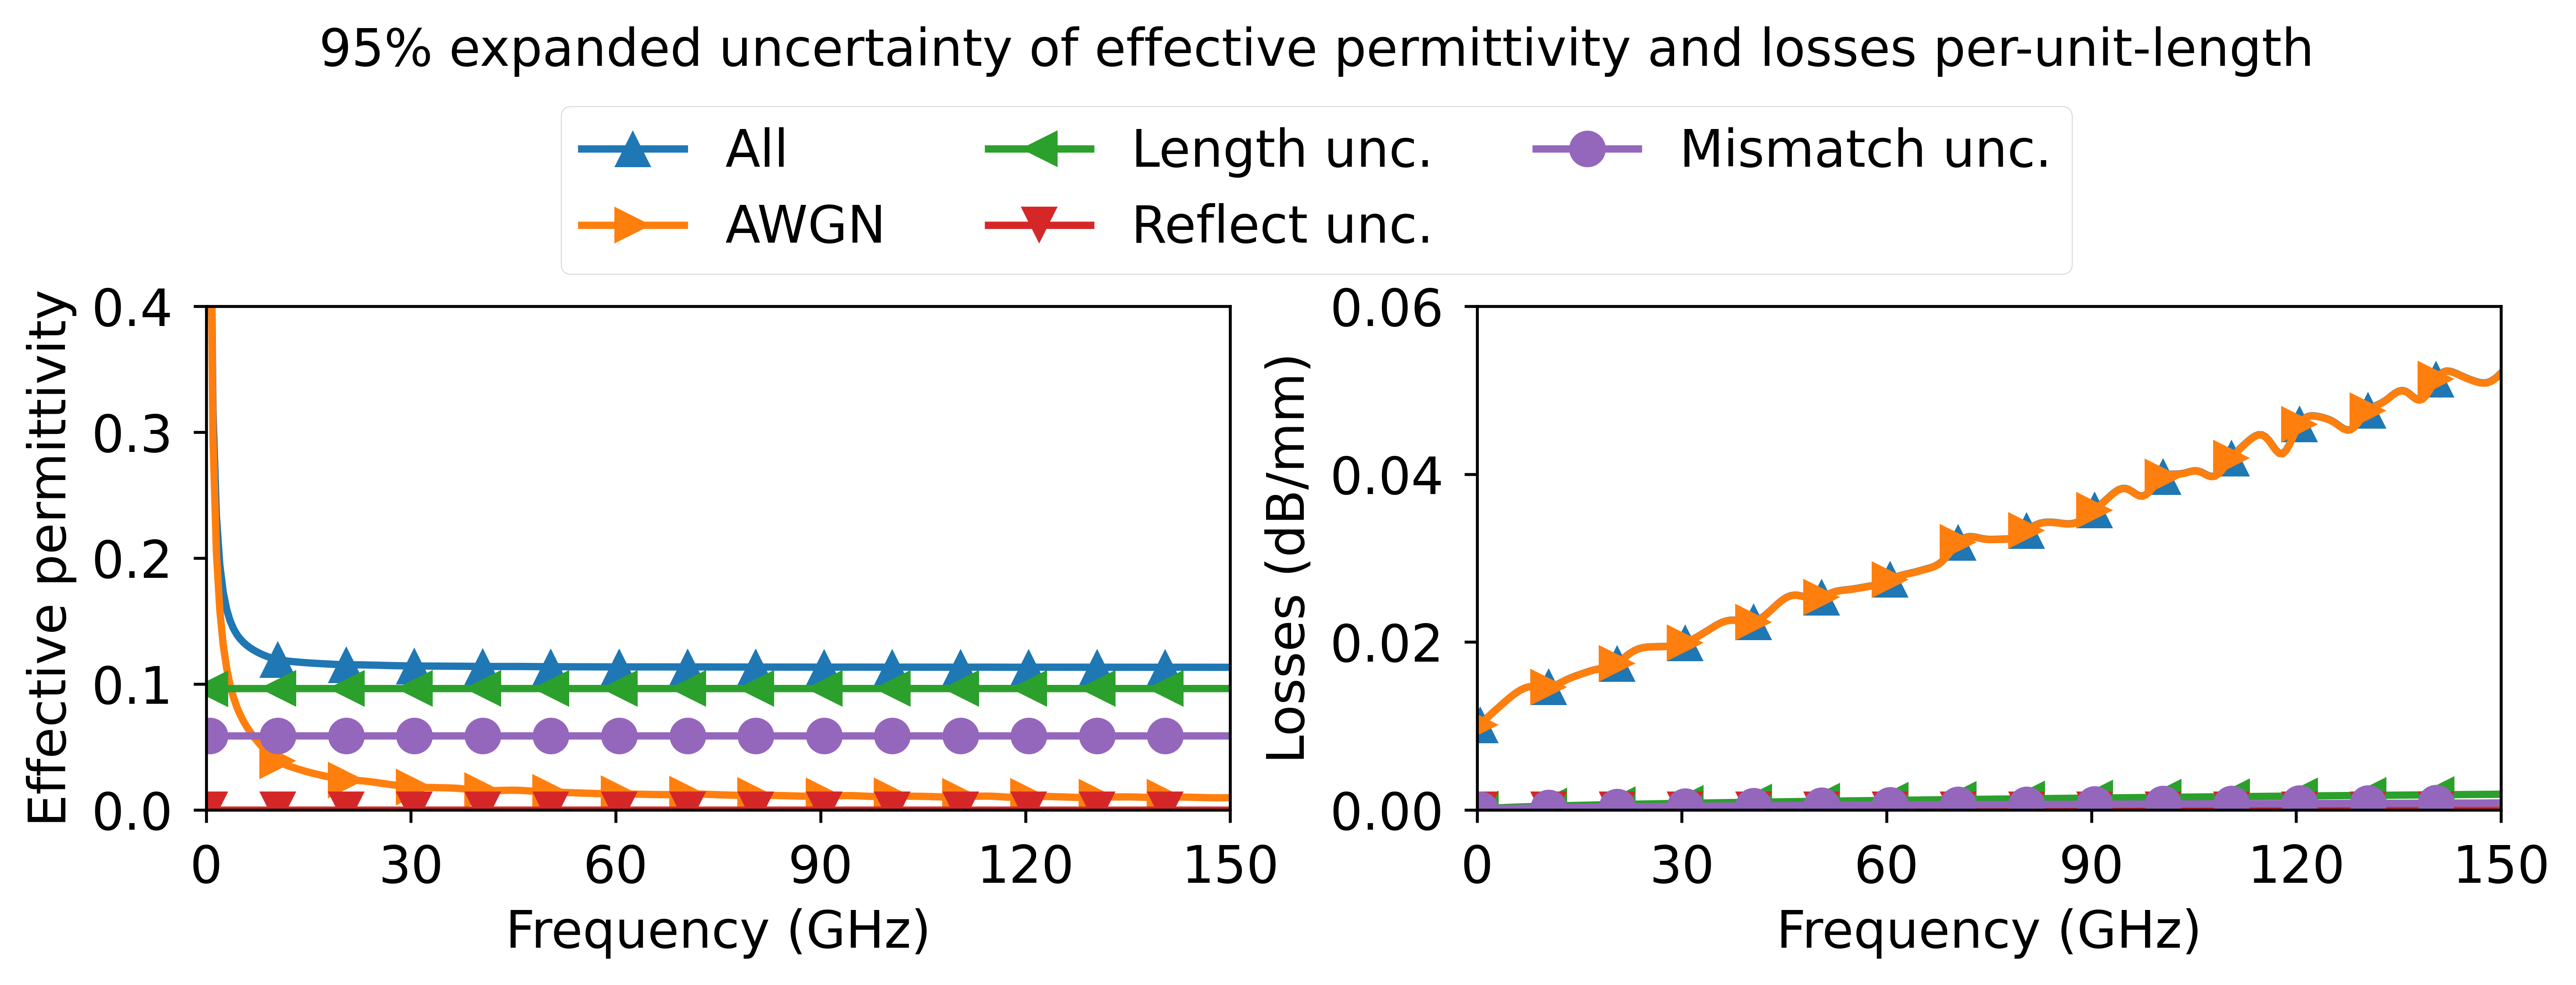 95% expanded uncertainty of effective permittivity and losses per-unit-length
All
AWGN
Length unc.
Reflect unc.
Mismatch unc.
Effective permittivity
0.4
0.3
0.2
0.1
0.0
0 30 60 90 120 150
Frequency (GHz)
Losses (dB/mm)
0.06
0.04
0.02
0.00
0 30 60 90 120 150
Frequency (GHz)